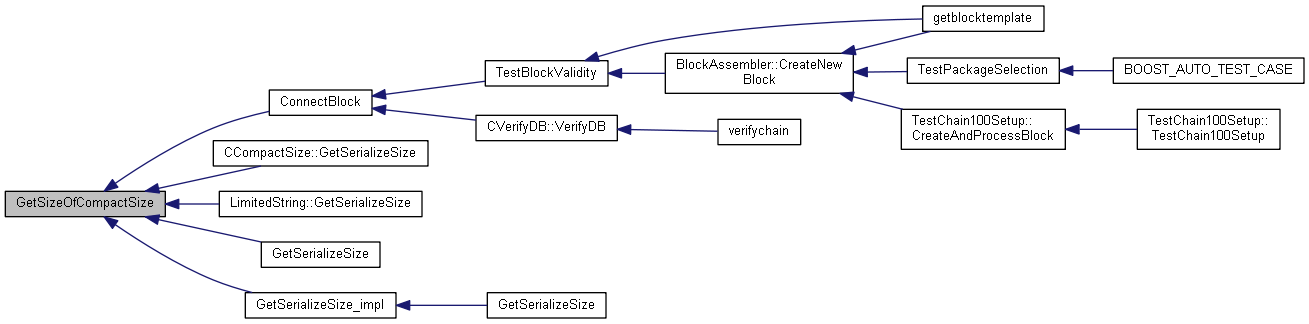 getblocktemplate
BlockAssembler::CreateNew
Block
TestBlockValidity
TestPackageSelection
BOOST_AUTO_TEST_CASE
ConnectBlock
TestChain100Setup::
CreateAndProcessBlock
TestChain100Setup::
TestChain100Setup
CVerifyDB::VerifyDB
verifychain
CCompactSize::GetSerializeSize
GetSizeOfCompactSize
LimitedString::GetSerializeSize
GetSerializeSize
GetSerializeSize_impl
GetSerializeSize